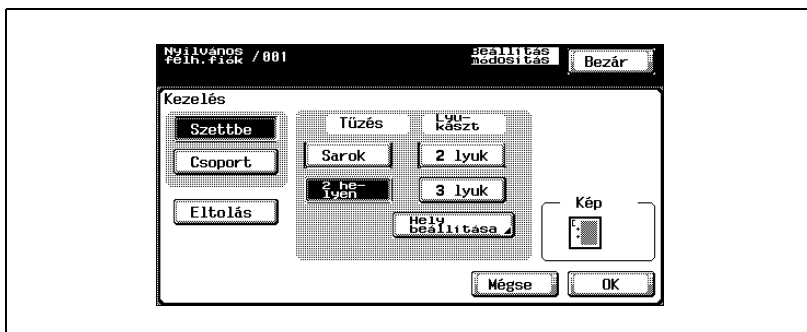 Nyilvános
felh.fiók /001
Beállítás
módosítás
Bezár
Kezelés
Szettbe
Csoport
Eltolás
Tűzés
Sarok
2 he-
lyen
Lyu-
kaszt
2 lyuk
3 lyuk
Hely
beállítása
Kép
Mégse
OK